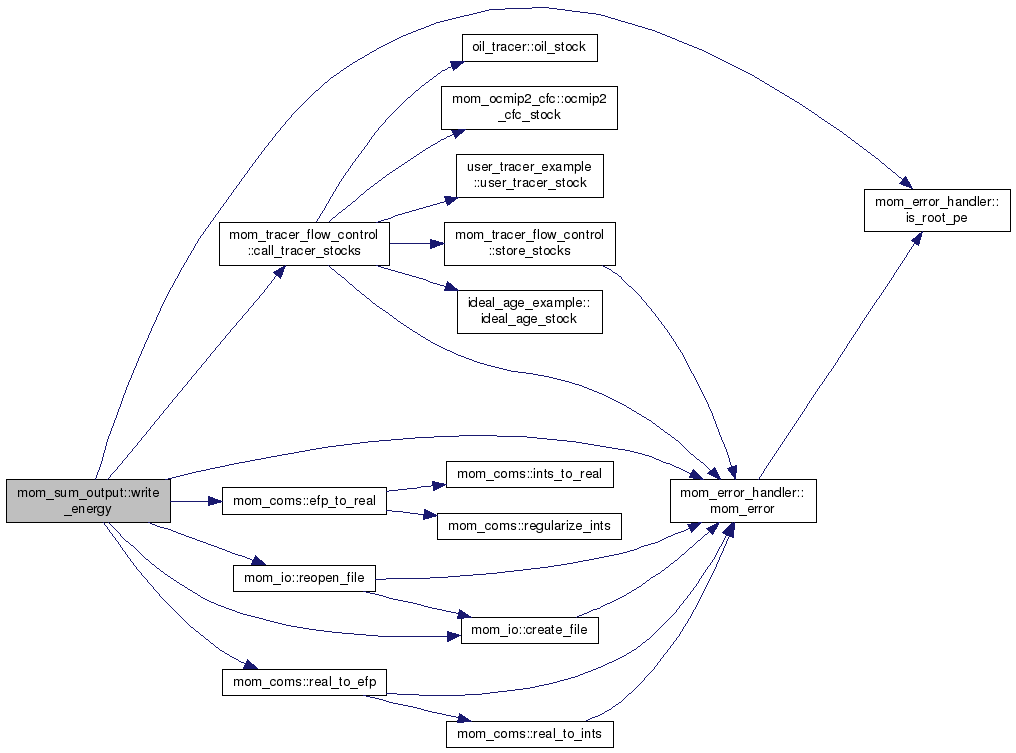 oil_tracer::oil_stock
mom_ocmip2_cfc::ocmip2
_cfc_stock
user_tracer_example
::user_tracer_stock
mom_error_handler::
is_root_pe
mom_tracer_flow_control
::call_tracer_stocks
mom_tracer_flow_control
::store_stocks
ideal_age_example::
ideal_age_stock
mom_sum_output::write
_energy
mom_coms::efp_to_real
mom_coms::ints_to_real
mom_error_handler::
mom_error
mom_coms::regularize_ints
mom_io::reopen_file
mom_io::create_file
mom_coms::real_to_efp
mom_coms::real_to_ints